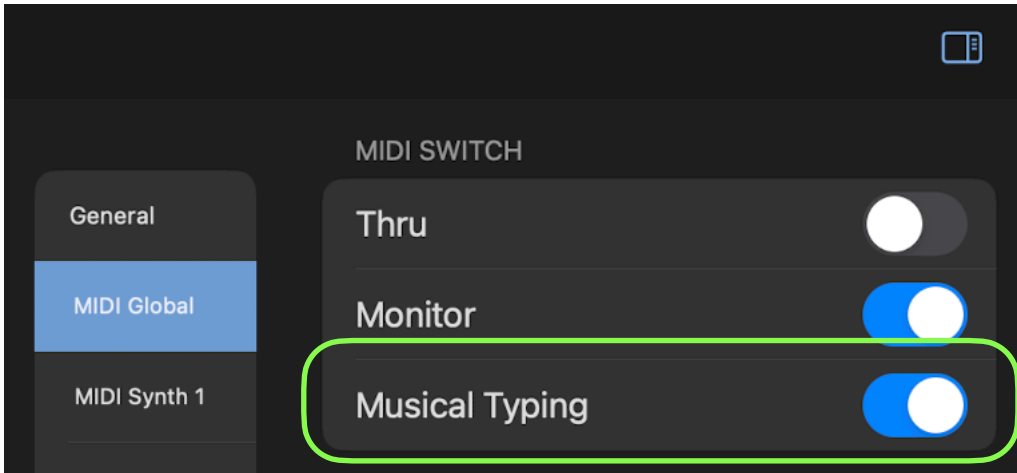 MIDI SWITCH
General
Thru
MIDI Global
Monitor
MIDI Synth 1
Musical Typing